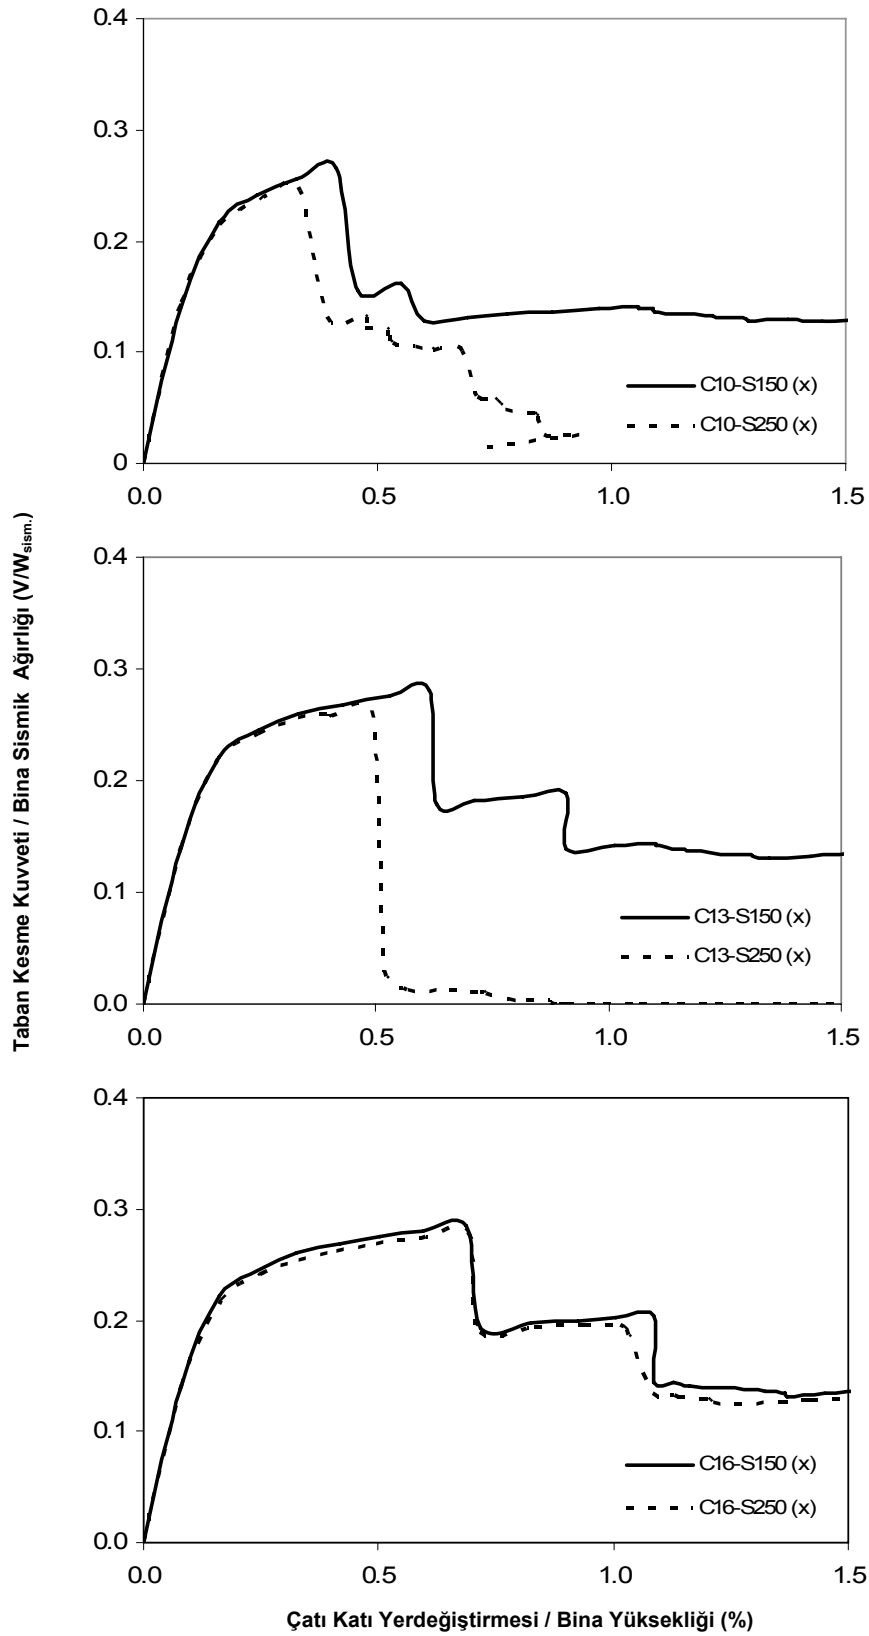 0.4
0.3
0.2
0.1
0
0.0 0.5 1.0 1.5
C10-S150 (x)
C10-S250 (x)
Taban Kesme Kuvveti / Bina Sismik Ağırlığı (V/Wsism.)
0.4
0.3
0.2
0.1
0.0
0.0 0.5 1.0 1.5
C13-S150 (x)
C13-S250 (x)
0.4
0.3
0.2
0.1
0.0
0.0 0.5 1.0 1.5
C16-S150 (x)
C16-S250 (x)
Çatı Katı Yerdeğiştirmesi / Bina Yüksekliği (%)